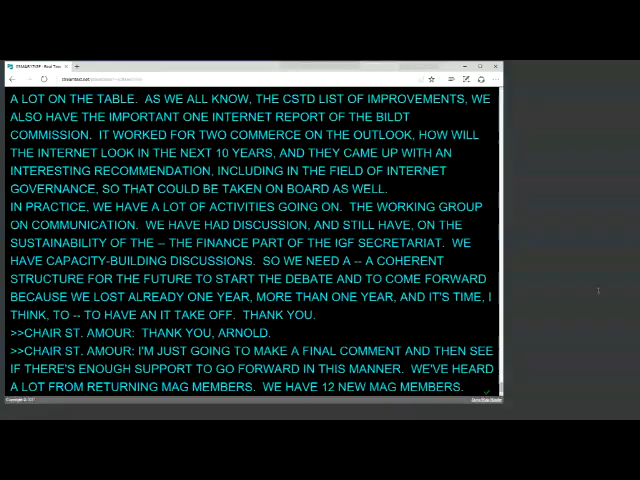 A LOT ON THE TABLE.  AS WE ALL KNOW, THE CSTD LIST OF IMPROVEMENTS, WE
ALSO HAVE THE IMPORTANT ONE INTERNET REPORT OF THE BILDT
COMMISSION.  IT WORKED FOR TWO COMMERCE ON THE OUTLOOK, HOW WILL
THE INTERNET LOOK IN THE NEXT 10 YEARS, AND THEY CAME UP WITH AN
INTERESTING RECOMMENDATION, INCLUDING IN THE FIELD OF INTERNET
GOVERNANCE, SO THAT COULD BE TAKEN ON BOARD AS WELL.
IN PRACTICE, WE HAVE A LOT OF ACTIVITIES GOING ON.  THE WORKING GROUP
ON COMMUNICATION.  WE HAVE HAD DISCUSSION, AND STILL HAVE, ON THE
SUSTAINABILITY OF THE -- THE FINANCE PART OF THE IGF SECRETARIAT.  WE
HAVE CAPACITY-BUILDING DISCUSSIONS.  SO WE NEED A -- A COHERENT
STRUCTURE FOR THE FUTURE TO START THE DEBATE AND TO COME FORWARD
BECAUSE WE LOST ALREADY ONE YEAR, MORE THAN ONE YEAR, AND IT'S TIME, I
THINK, TO -- TO HAVE AN IT TAKE OFF.  THANK YOU.
>>CHAIR ST. AMOUR:  THANK YOU, ARNOLD.
>>CHAIR ST. AMOUR: I'M JUST GOING TO MAKE A FINAL COMMENT AND THEN SEE
IF THERE'S ENOUGH SUPPORT TO GO FORWARD IN THIS MANNER.  WE'VE HEARD
A LOT FROM RETURNING MAG MEMBERS.  WE HAVE 12 NEW MAG MEMBERS.